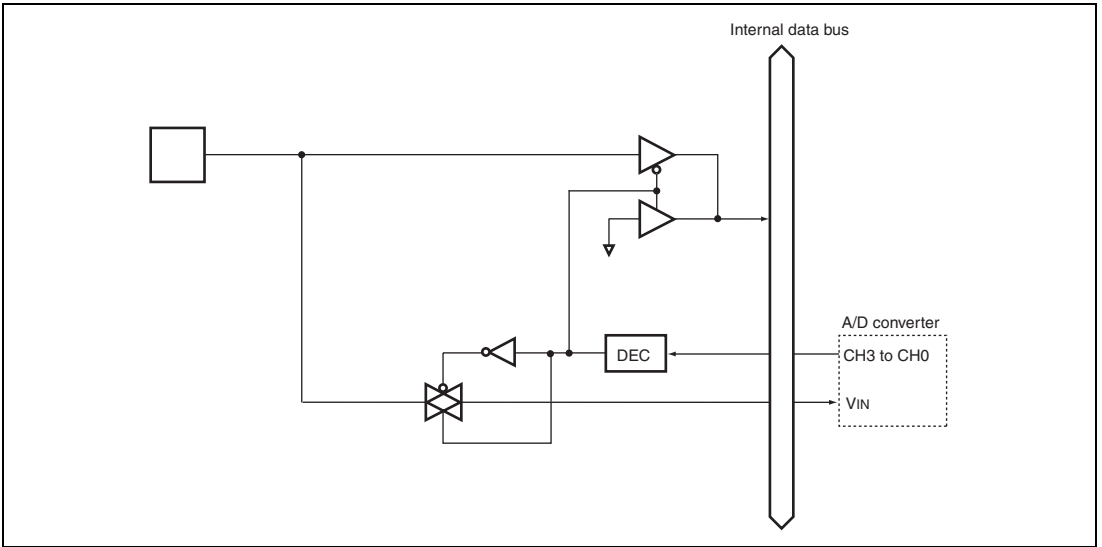 Internal data bus
A/D converter
DEC
CH3 to CH0
VIN